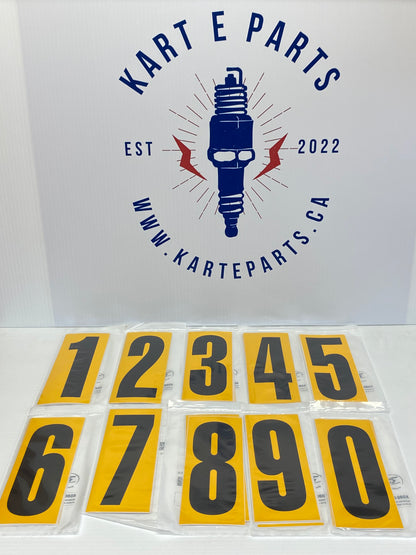 KART E PARTS
EST 2022
WWW.KARTEPARTS.CA
1 2 3 4 5
6 7 8 9 0